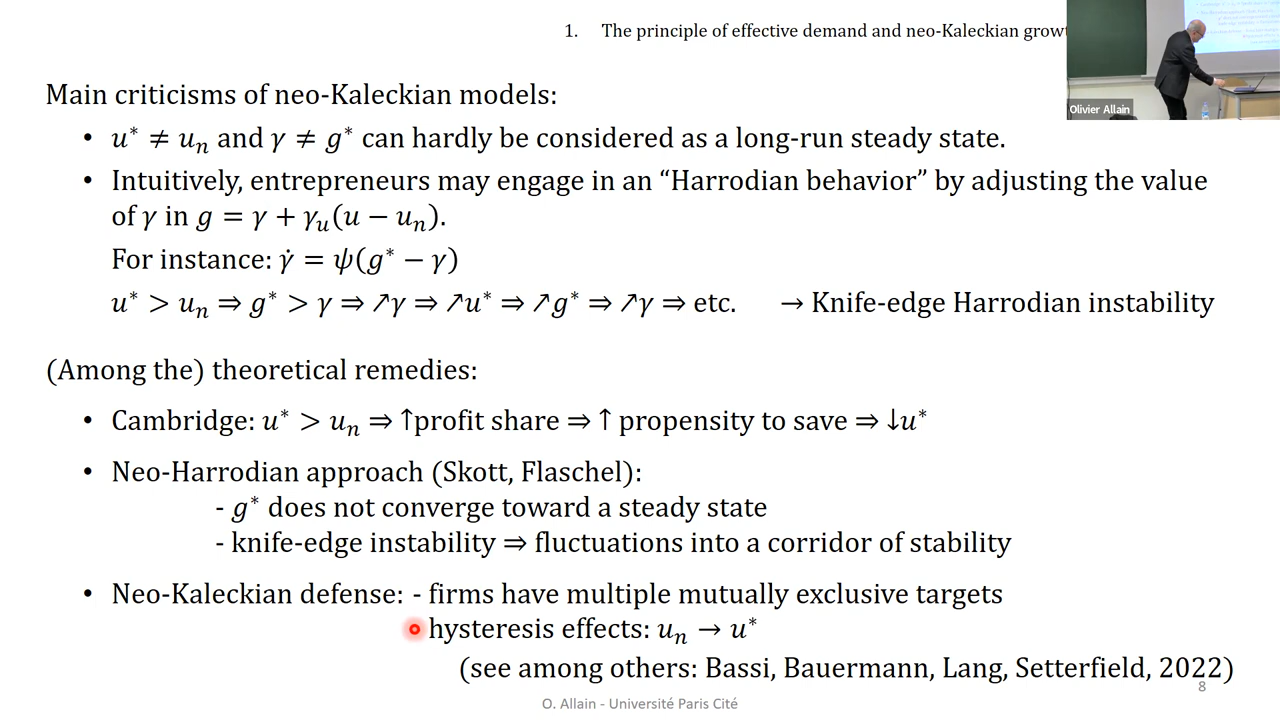 1. The principle of effective demand and neo-Kaleckian
Olivier Allain
Main criticisms of neo-Kaleckian models:
• u* ≠ uₙ and γ ≠ g* can hardly be considered as a long-run steady state.
• Intuitively, entrepreneurs may engage in an “Harrodian behavior” by adjusting the value
of γ in g = γ + γᵤ(u − uₙ).
For instance: γ̇ = ψ(g* − γ)
u* > uₙ ⇒ g* > γ ⇒ ↗γ ⇒ ↗u* ⇒ ↗g* ⇒ ↗γ ⇒ etc. → Knife-edge Harrodian instability
(Among the) theoretical remedies:
• Cambridge: u* > uₙ ⇒ ↑profit share ⇒ ↑ propensity to save ⇒ ↓u*
• Neo-Harrodian approach (Skott, Flaschel):
- g* does not converge toward a steady state
- knife-edge instability ⇒ fluctuations into a corridor of stability
• Neo-Kaleckian defense: - firms have multiple mutually exclusive targets
hysteresis effects: uₙ → u*
(see among others: Bassi, Bauermann, Lang, Setterfield, 2022)
8
O. Allain - Université Paris Cité